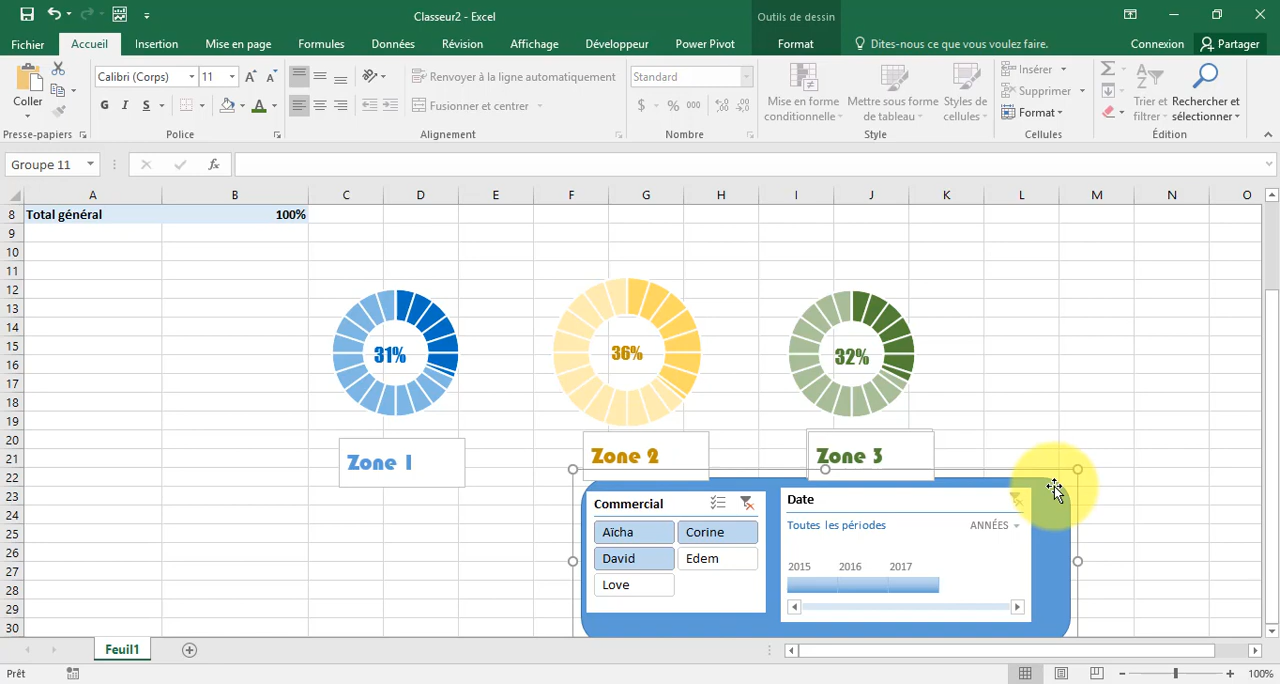 Classeur2 - Excel
Outils de dessin
Fichier Accueil Insertion Mise en page Formules Données Révision Affichage Développeur Power Pivot Format Dites-nous ce que vous voulez faire. Connexion Partager
Coller
Calibri (Corps) 11
Renvoyer à la ligne automatiquement
Standard
G I S
Fusionner et centrer
$ % 000
Mise en forme conditionnelle
Mettre sous forme de tableau
Styles de cellules
Insérer
Supprimer
Format
Trier et filtrer
Rechercher et sélectionner
Presse-papiers Police Alignement Nombre Style Cellules Édition
Groupe 11 fx
A B C D E F G H I J K L M N O
8 Total général 100%
9
10
11
12
13
14
15
16
17
18
19
20
21
22
23
24
25
26
27
28
29
30
31% 36% 32%
Zone 1 Zone 2 Zone 3
Commercial
Aïcha Corine
David Edem
Love
Date
Toutes les périodes ANNÉES
2015 2016 2017
Feuil1
Prêt 100%